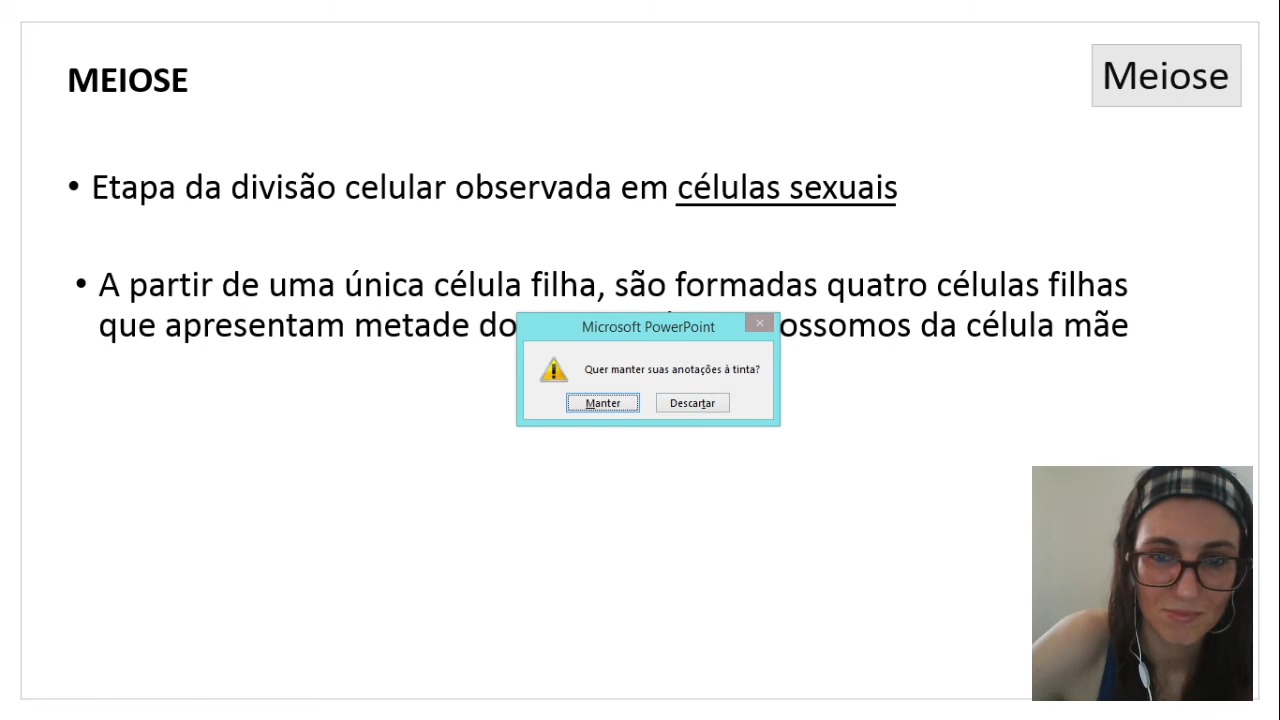 MEIOSE
Meiose
• Etapa da divisão celular observada em células sexuais
• A partir de uma única célula filha, são formadas quatro células filhas
que apresentam metade do ossomos da célula mãe
Microsoft PowerPoint
Quer manter suas anotações à tinta?
Manter Descartar